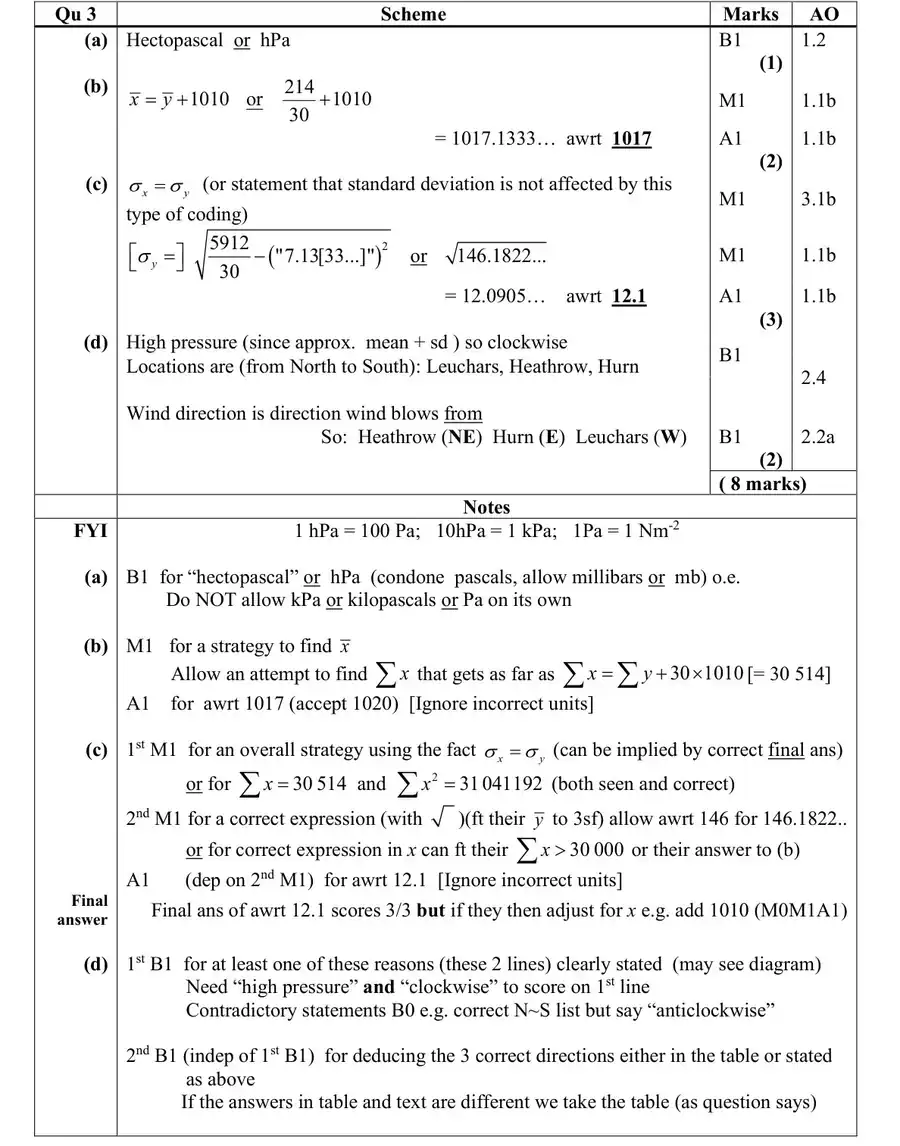 Qu 3 Scheme Marks AO
(a) Hectopascal or hPa B1 1.2
(1)
(b) x̅ = y̅ + 1010 or 214/30 + 1010 M1 1.1b
= 1017.1333… awrt 1017 A1 1.1b
(2)
(c) σₓ = σᵧ (or statement that standard deviation is not affected by this
type of coding) M1 3.1b
[σᵧ =] √(5912/30 − ("7.13[33...]")²) or √146.1822... M1 1.1b
= 12.0905… awrt 12.1 A1 1.1b
(3)
(d) High pressure (since approx. mean + sd ) so clockwise B1
Locations are (from North to South): Leuchars, Heathrow, Hurn
2.4
Wind direction is direction wind blows from
So: Heathrow (NE) Hurn (E) Leuchars (W) B1 2.2a
(2)
( 8 marks)
Notes
FYI 1 hPa = 100 Pa; 10hPa = 1 kPa; 1Pa = 1 Nm⁻²
(a) B1 for “hectopascal” or hPa (condone pascals, allow millibars or mb) o.e.
Do NOT allow kPa or kilopascals or Pa on its own
(b) M1 for a strategy to find x̅
Allow an attempt to find ∑x that gets as far as ∑x = ∑y + 30×1010 [= 30 514]
A1 for awrt 1017 (accept 1020) [Ignore incorrect units]
(c) 1st M1 for an overall strategy using the fact σₓ = σᵧ (can be implied by correct final ans)
or for ∑x = 30 514 and ∑x² = 31 041192 (both seen and correct)
2nd M1 for a correct expression (with √ )(ft their y̅ to 3sf) allow awrt 146 for 146.1822..
or for correct expression in x can ft their ∑x > 30 000 or their answer to (b)
A1 (dep on 2nd M1) for awrt 12.1 [Ignore incorrect units]
Final
answer Final ans of awrt 12.1 scores 3/3 but if they then adjust for x e.g. add 1010 (M0M1A1)
(d) 1st B1 for at least one of these reasons (these 2 lines) clearly stated (may see diagram)
Need “high pressure” and “clockwise” to score on 1st line
Contradictory statements B0 e.g. correct N~S list but say “anticlockwise”
2nd B1 (indep of 1st B1) for deducing the 3 correct directions either in the table or stated
as above
If the answers in table and text are different we take the table (as question says)